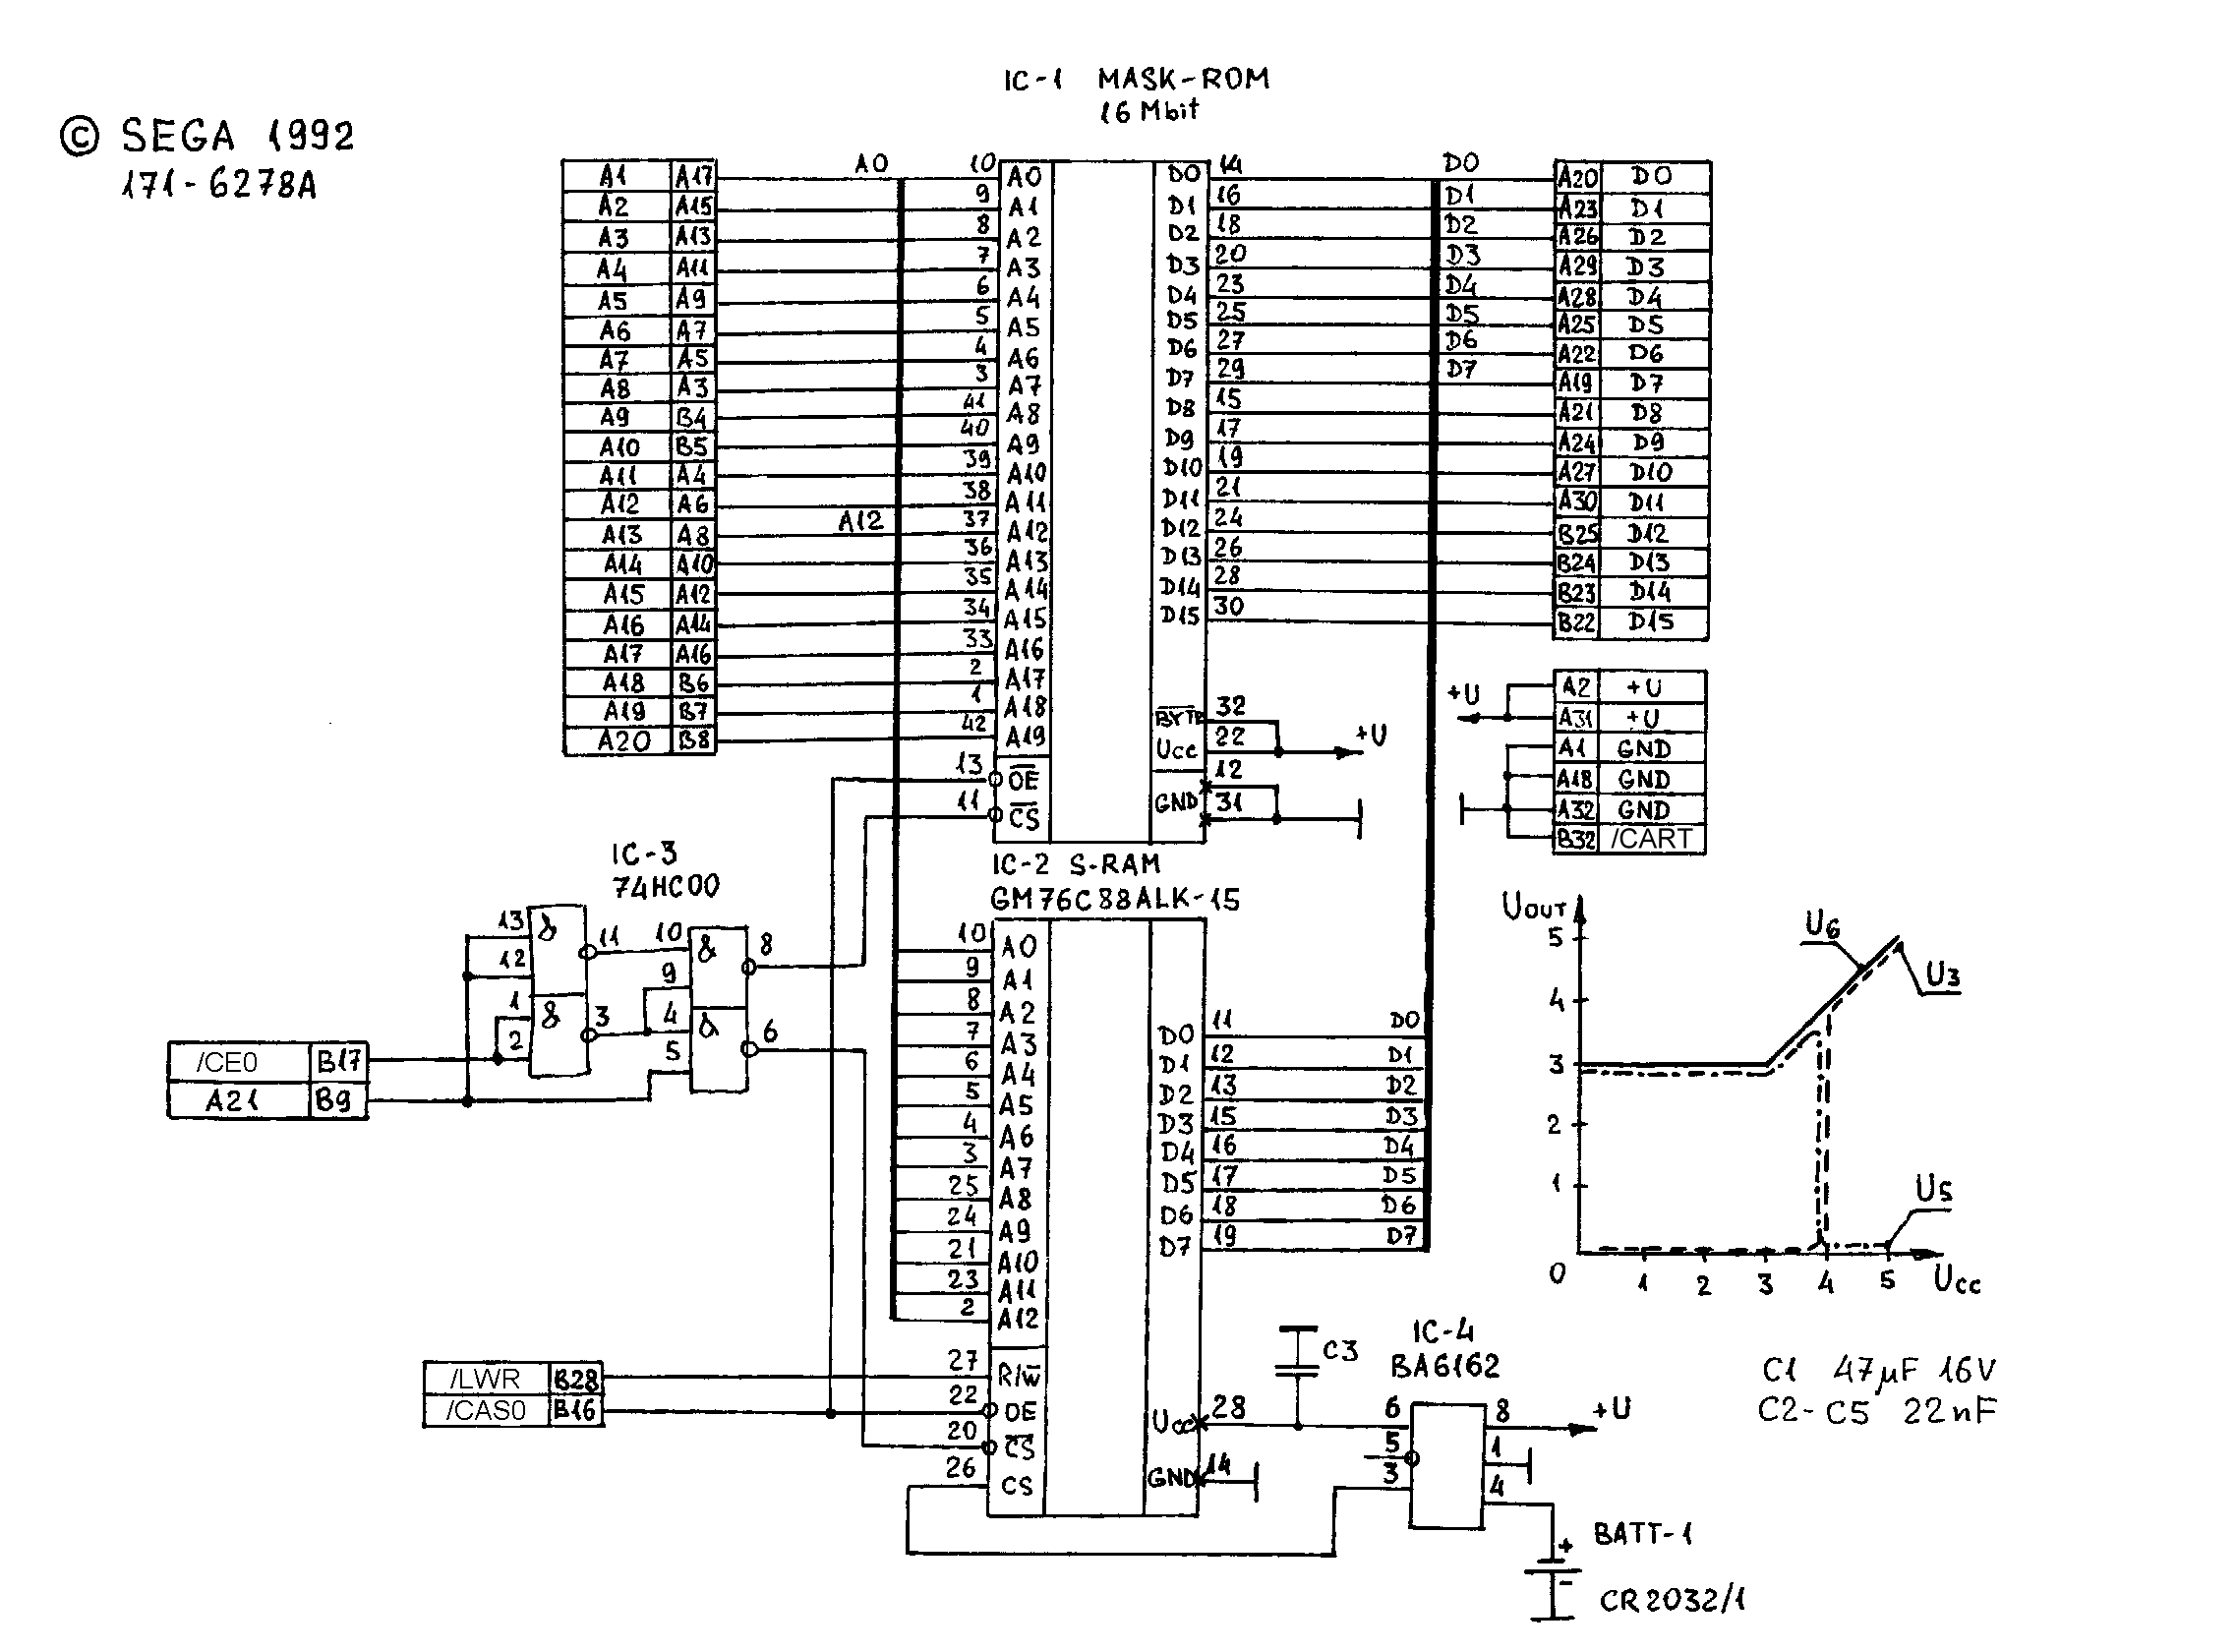 IC-1 MASK-ROM
16 Mbit
© SEGA 1992
171-6278A
A1 A17 A0 10 A0 D0 14 D0 A20 D0
A2 A15 9 A1 D1 16 D1 A23 D1
A3 A13 8 A2 D2 18 D2 A26 D2
A4 A11 7 A3 D3 20 D3 A29 D3
A5 A9 6 A4 D4 23 D4 A28 D4
A6 A7 5 A5 D5 25 D5 A25 D5
A7 A5 4 A6 D6 27 D6 A22 D6
A8 A3 3 A7 D7 29 D7 A19 D7
A9 B4 41 A8 D8 15 A21 D8
A10 B5 40 A9 D9 17 A24 D9
A11 A4 39 A10 D10 19 A27 D10
A12 A6 38 A11 D11 21 A30 D11
A13 A8 A12 37 A12 D12 24 B25 D12
A14 A10 36 A13 D13 26 B24 D13
A15 A12 35 A14 D14 28 B23 D14
A16 A14 34 A15 D15 30 B22 D15
A17 A16 33 A16
A18 B6 2 A17
A19 B7 1 A18
A20 B8 42 A19
BYTE 32
Ucc 22 +U
13 OE 12
11 CS GND 31
+U A2 +U
A31 +U
A1 GND
A18 GND
A32 GND
B32 /CART
IC-3
74HC00
13 & 11 10 & 8
12 9
1 & 3 4 & 6
2 5
/CE0 B17
A21 B9
IC-2 S-RAM
GM76C88ALK-15
10 A0
9 A1
8 A2
7 A3 D0 11 D0
6 A4 D1 12 D1
5 A5 D2 13 D2
4 A6 D3 15 D3
3 A7 D4 16 D4
25 A8 D5 17 D5
24 A9 D6 18 D6
21 A10 D7 19 D7
23 A11
2 A12
/LWR B28 27 R/W
/CAS0 B16 22 OE Ucc 28
20 CS
26 CS GND 14
UOUT
U6
U3
U5
5
4
3
2
1
0 1 2 3 4 5 Ucc
C3
IC-4
BA6162
6 8 +U
5 1
3 4
BATT-1
+
-
CR2032/1
C1 47µF 16V
C2-C5 22nF